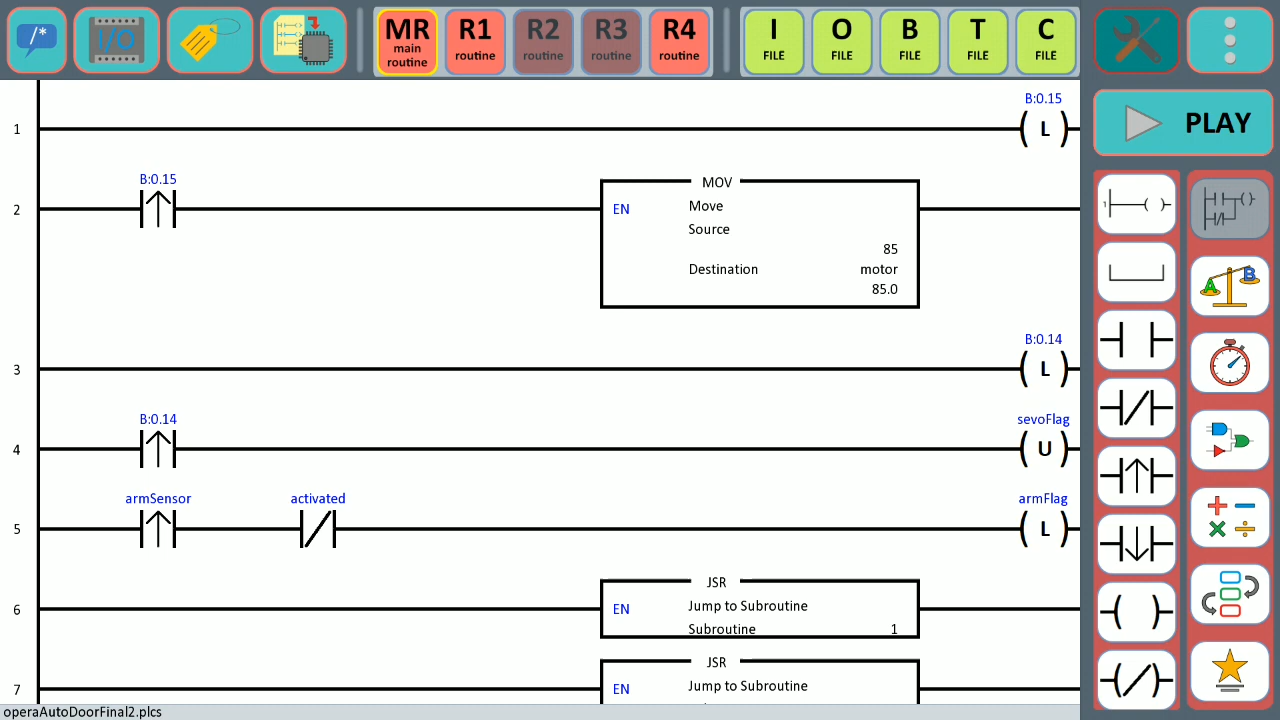 /*
I/O
MR main routine
R1 routine
R2 routine
R3 routine
R4 routine
I FILE
O FILE
B FILE
T FILE
C FILE
PLAY
B:0.15
1
( L )
B:0.15
MOV
2
EN
Move
Source
85
Destination motor
85.0
B:0.14
3
( L )
B:0.14
sevoFlag
4
( U )
armSensor
activated
armFlag
5
( L )
JSR
6
EN
Jump to Subroutine
Subroutine 1
JSR
7
EN
Jump to Subroutine
1
A
B
operaAutoDoorFinal2.plcs